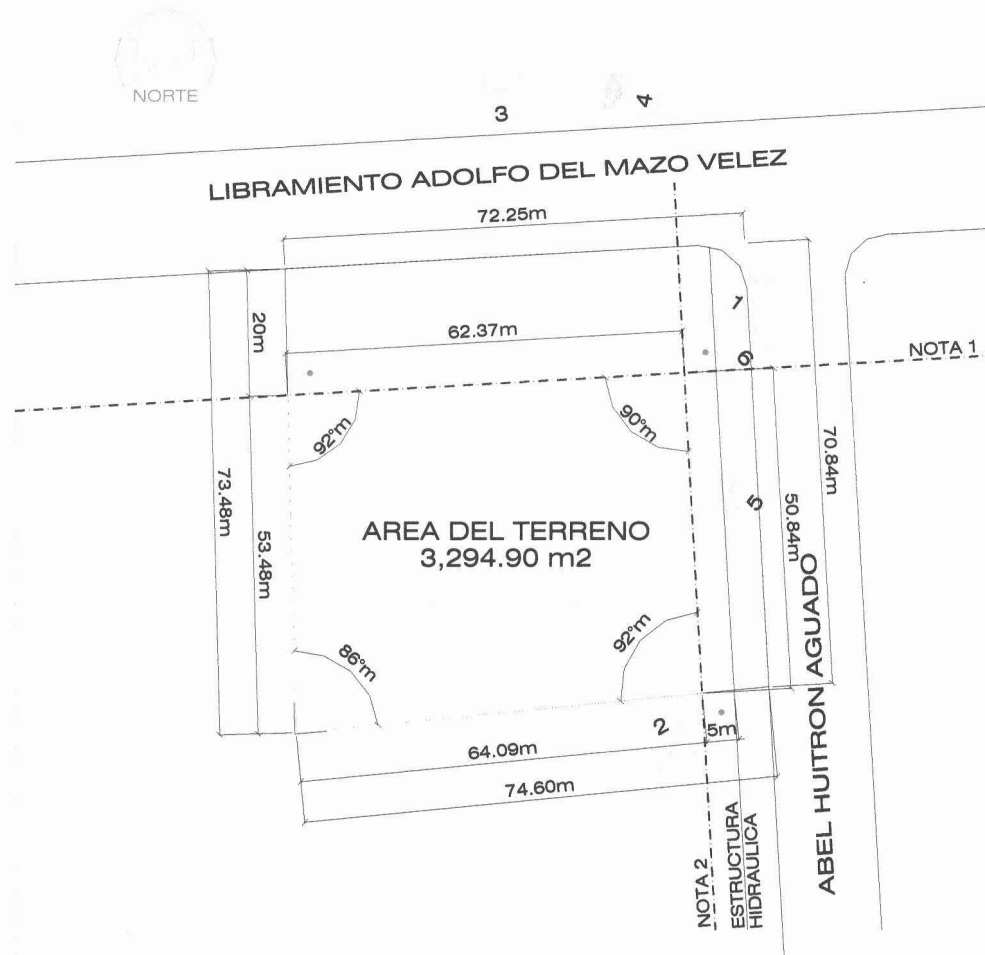 NORTE
3
4
LIBRAMIENTO ADOLFO DEL MAZO VELEZ
72.25m
1
20m
62.37m
6
NOTA 1
92°m
90°m
73.48m
53.48m
70.84m
50.84m
5
AREA DEL TERRENO
3,294.90 m2
86°m
92°m
2
5m
64.09m
74.60m
ABEL HUITRON AGUADO
NOTA 2
ESTRUCTURA
HIDRAULICA